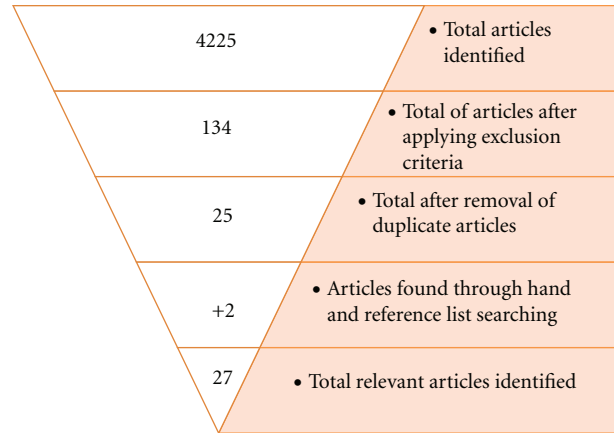 4225
• Total articles
identified
134
• Total of articles after
applying exclusion
criteria
25
• Total after removal of
duplicate articles
+2
• Articles found through hand
and reference list searching
27
• Total relevant articles identified